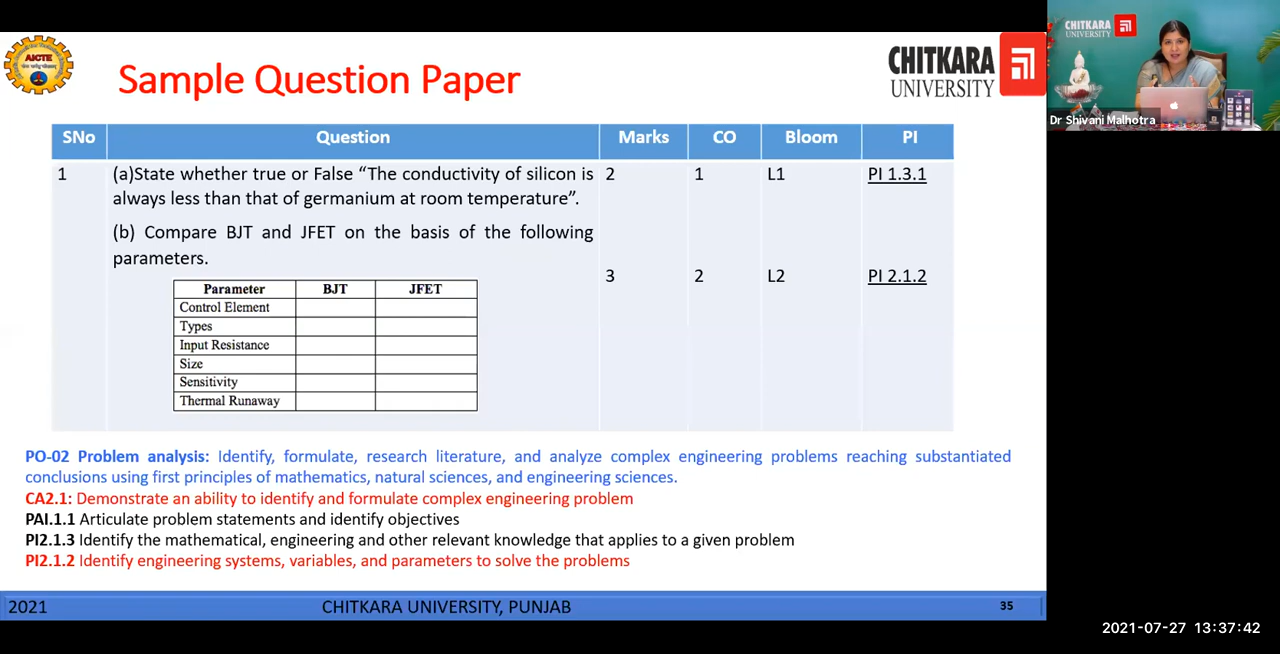 AICTE
Sample Question Paper
CHITKARA
UNIVERSITY
CHITKARA
UNIVERSITY
Dr Shivani Malhotra
SNo Question Marks CO Bloom PI
1 (a)State whether true or False “The conductivity of silicon is 2 1 L1 PI 1.3.1
always less than that of germanium at room temperature”.
(b) Compare BJT and JFET on the basis of the following
parameters.
3 2 L2 PI 2.1.2
Parameter BJT JFET
Control Element
Types
Input Resistance
Size
Sensitivity
Thermal Runaway
PO-02 Problem analysis: Identify, formulate, research literature, and analyze complex engineering problems reaching substantiated
conclusions using first principles of mathematics, natural sciences, and engineering sciences.
CA2.1: Demonstrate an ability to identify and formulate complex engineering problem
PAI.1.1 Articulate problem statements and identify objectives
PI2.1.3 Identify the mathematical, engineering and other relevant knowledge that applies to a given problem
PI2.1.2 Identify engineering systems, variables, and parameters to solve the problems
2021 CHITKARA UNIVERSITY, PUNJAB 35
2021-07-27 13:37:42